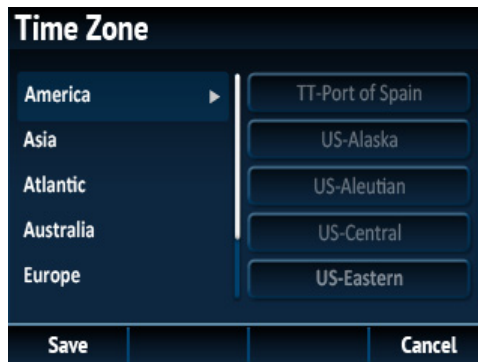 Time Zone
America
Asia
Atlantic
Australia
Europe
TT-Port of Spain
US-Alaska
US-Aleutian
US-Central
US-Eastern
Save
Cancel